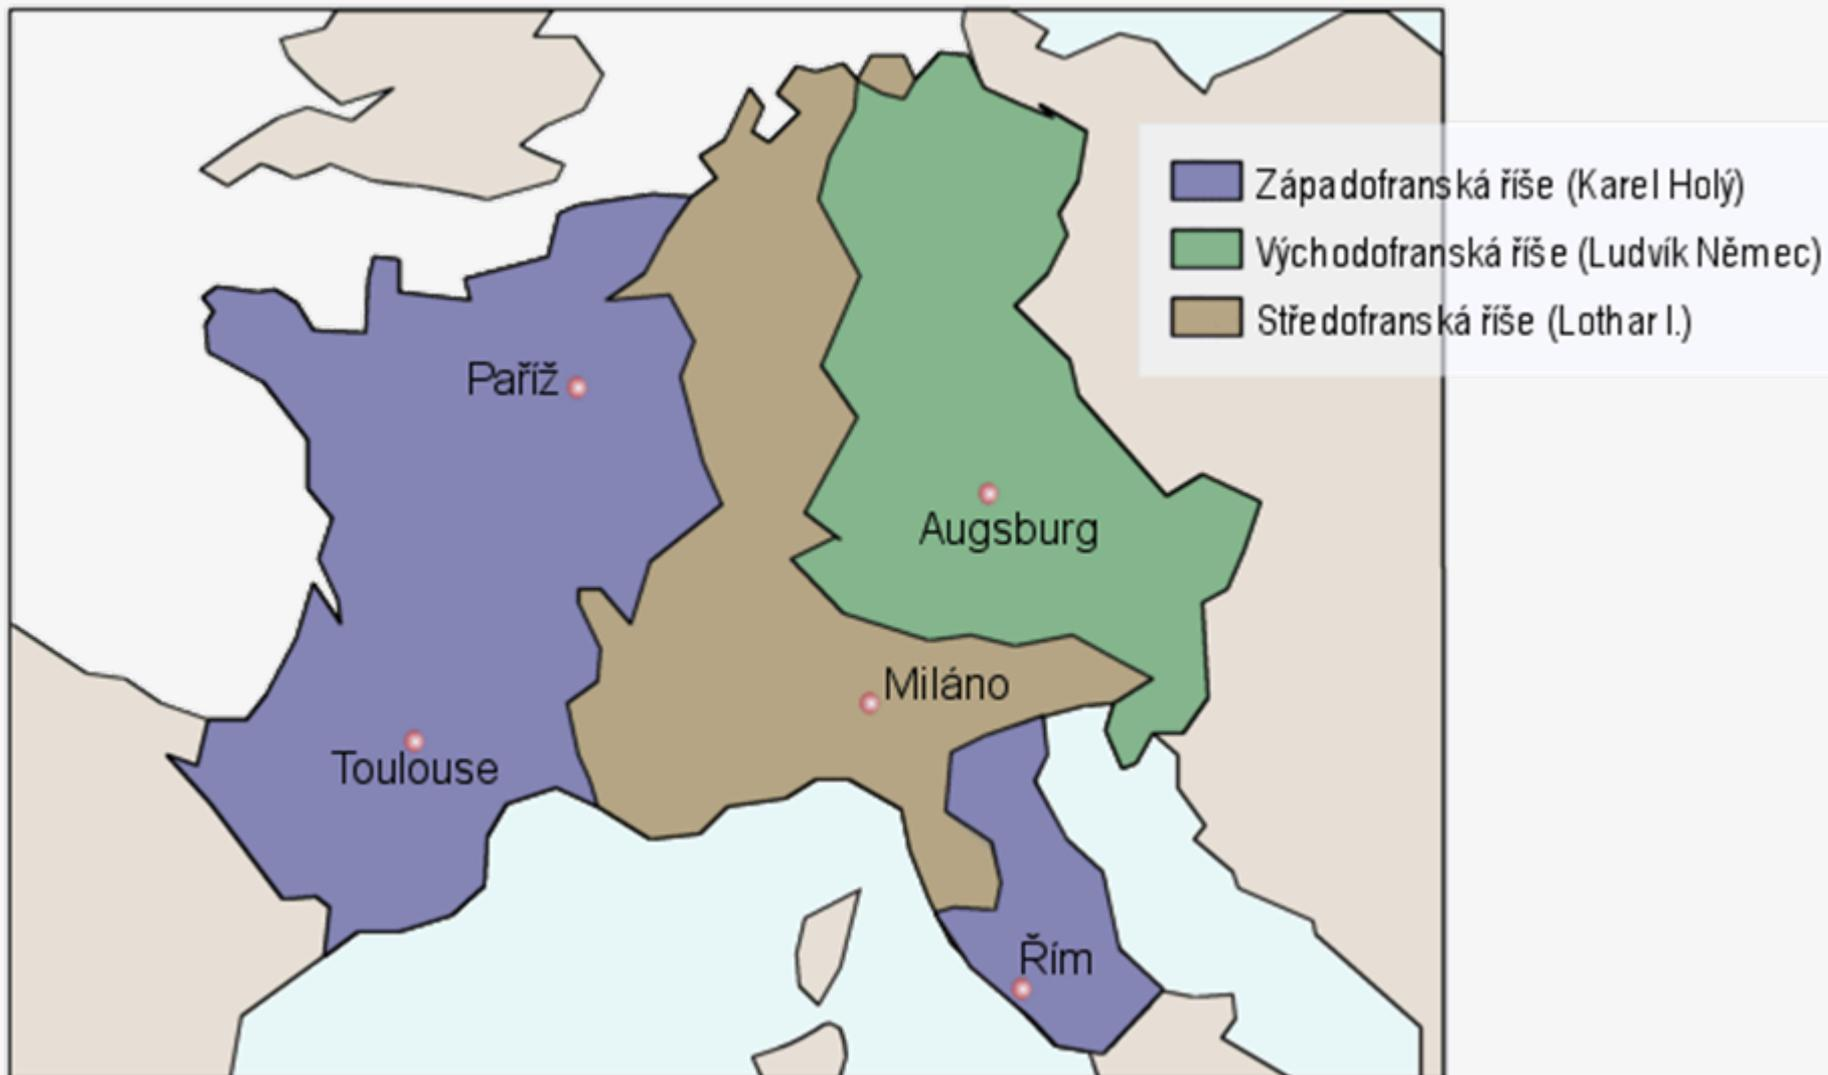 Západofranská říše (Karel Holý)
Východofranská říše (Ludvík Němec)
Středofranská říše (Lothar I.)
Paříž
Augsburg
Miláno
Toulouse
Řím